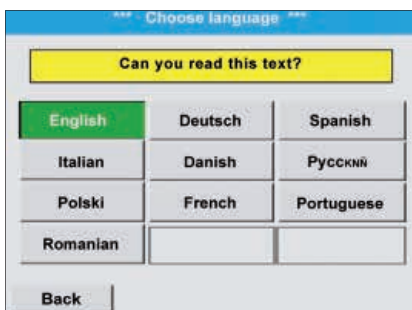 *** Choose language ***
Can you read this text?
English Deutsch Spanish
Italian Danish Русский
Polski French Portuguese
Romanian
Back